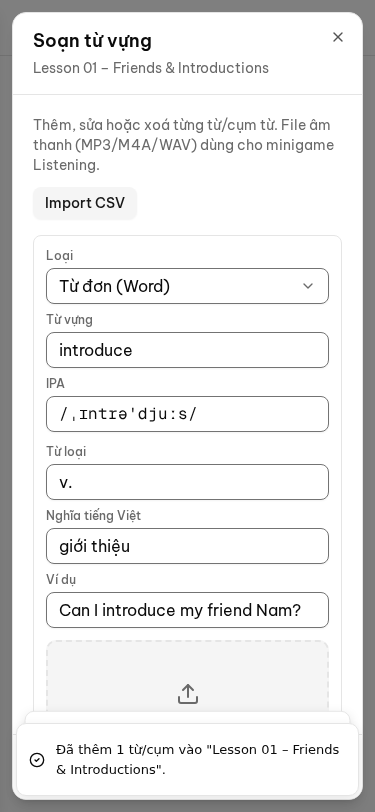 Soạn từ vựng
Lesson 01 – Friends & Introductions
Thêm, sửa hoặc xoá từng từ/cụm từ. File âm
thanh (MP3/M4A/WAV) dùng cho minigame
Listening.
Import CSV
Loại
Từ đơn (Word)
Từ vựng
introduce
IPA
/ˌɪntrəˈdjuːs/
Từ loại
v.
Nghĩa tiếng Việt
giới thiệu
Ví dụ
Can I introduce my friend Nam?
Đã thêm 1 từ/cụm vào "Lesson 01 – Friends
& Introductions".